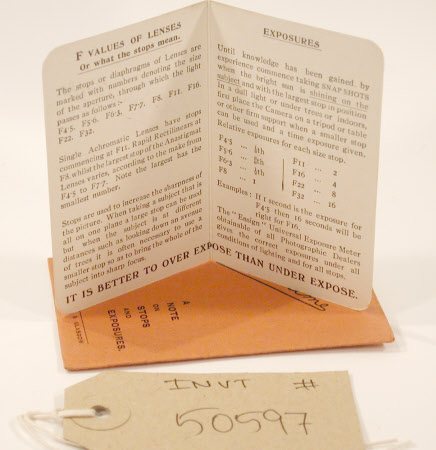 F VALUES OF LENSES
Or what the stops mean.
The stops or diaphragms of Lenses are
marked with numbers denoting the size
of the aperture, through which the light
passes as follows :-
F4.5. F5.6. F6.3. F7.7. F8. F11. F16.
F22. F32.
Single Achromatic Lenses have stops
commencing at F11. Rapid Rectilinears at
F8. whilst the largest stop of the Anastigmat
Lenses varies, according to the make from
F4.5 to F7.7. Note the largest has the
smallest number.
Stops are used to increase the sharpness of
the picture. When taking a subject that is
all on one plane a large stop can be used
but when the subject is at different
distances such as looking down an avenue
of trees it is often necessary to use a
smaller stop so as to bring the whole of the
subject into sharp focus.
EXPOSURES
Until knowledge has been gained by
experience commence taking SNAPSHOTS
when the bright sun is shining on the
subject and with the largest stop in position
In a dull light or under trees or indoors,
first place the Camera on a tripod or table
or other firm support when a smaller stop
can be used and a time exposure given.
Relative exposures for each size stop.
F4.5 ... 
F5.6 ... 
F6.3 ... 
F8 ... 1
F11 ... 2
F16 ... 4
F22 ... 8
F32 ... 16
Examples: If 1 second is the exposure for
F4.5 then 16 seconds will be
right for F16.
The "Ensign" Universal Exposure Meter
obtainable of all Photographic Dealers
gives the correct exposures under all
conditions of lighting and for all stops.
IT IS BETTER TO OVER EXPOSE THAN UNDER EXPOSE.
A
NOTE
ON
STOPS
AND
EXPOSURES.
INVT #
50597